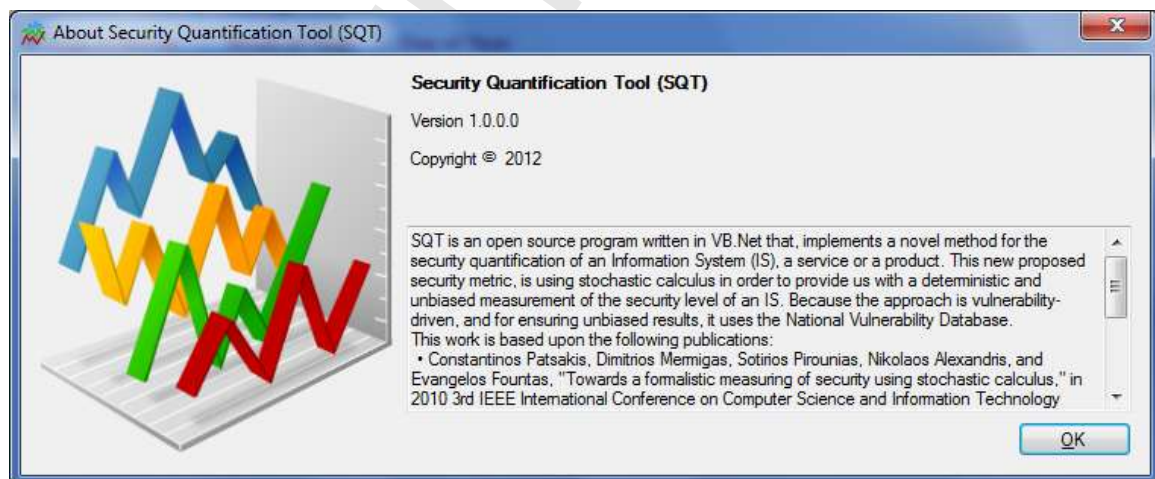 About Security Quantification Tool (SQT)
Security Quantification Tool (SQT)
Version 1.0.0.0
Copyright © 2012
SQT is an open source program written in VB.Net that, implements a novel method for the
security quantification of an Information System (IS), a service or a product. This new proposed
security metric, is using stochastic calculus in order to provide us with a deterministic and
unbiased measurement of the security level of an IS. Because the approach is vulnerability-
driven, and for ensuring unbiased results, it uses the National Vulnerability Database.
This work is based upon the following publications:
• Constantinos Patsakis, Dimitrios Mermigas, Sotirios Pirounias, Nikolaos Alexandris, and
Evangelos Fountas, "Towards a formalistic measuring of security using stochastic calculus," in
2010 3rd IEEE International Conference on Computer Science and Information Technology
OK